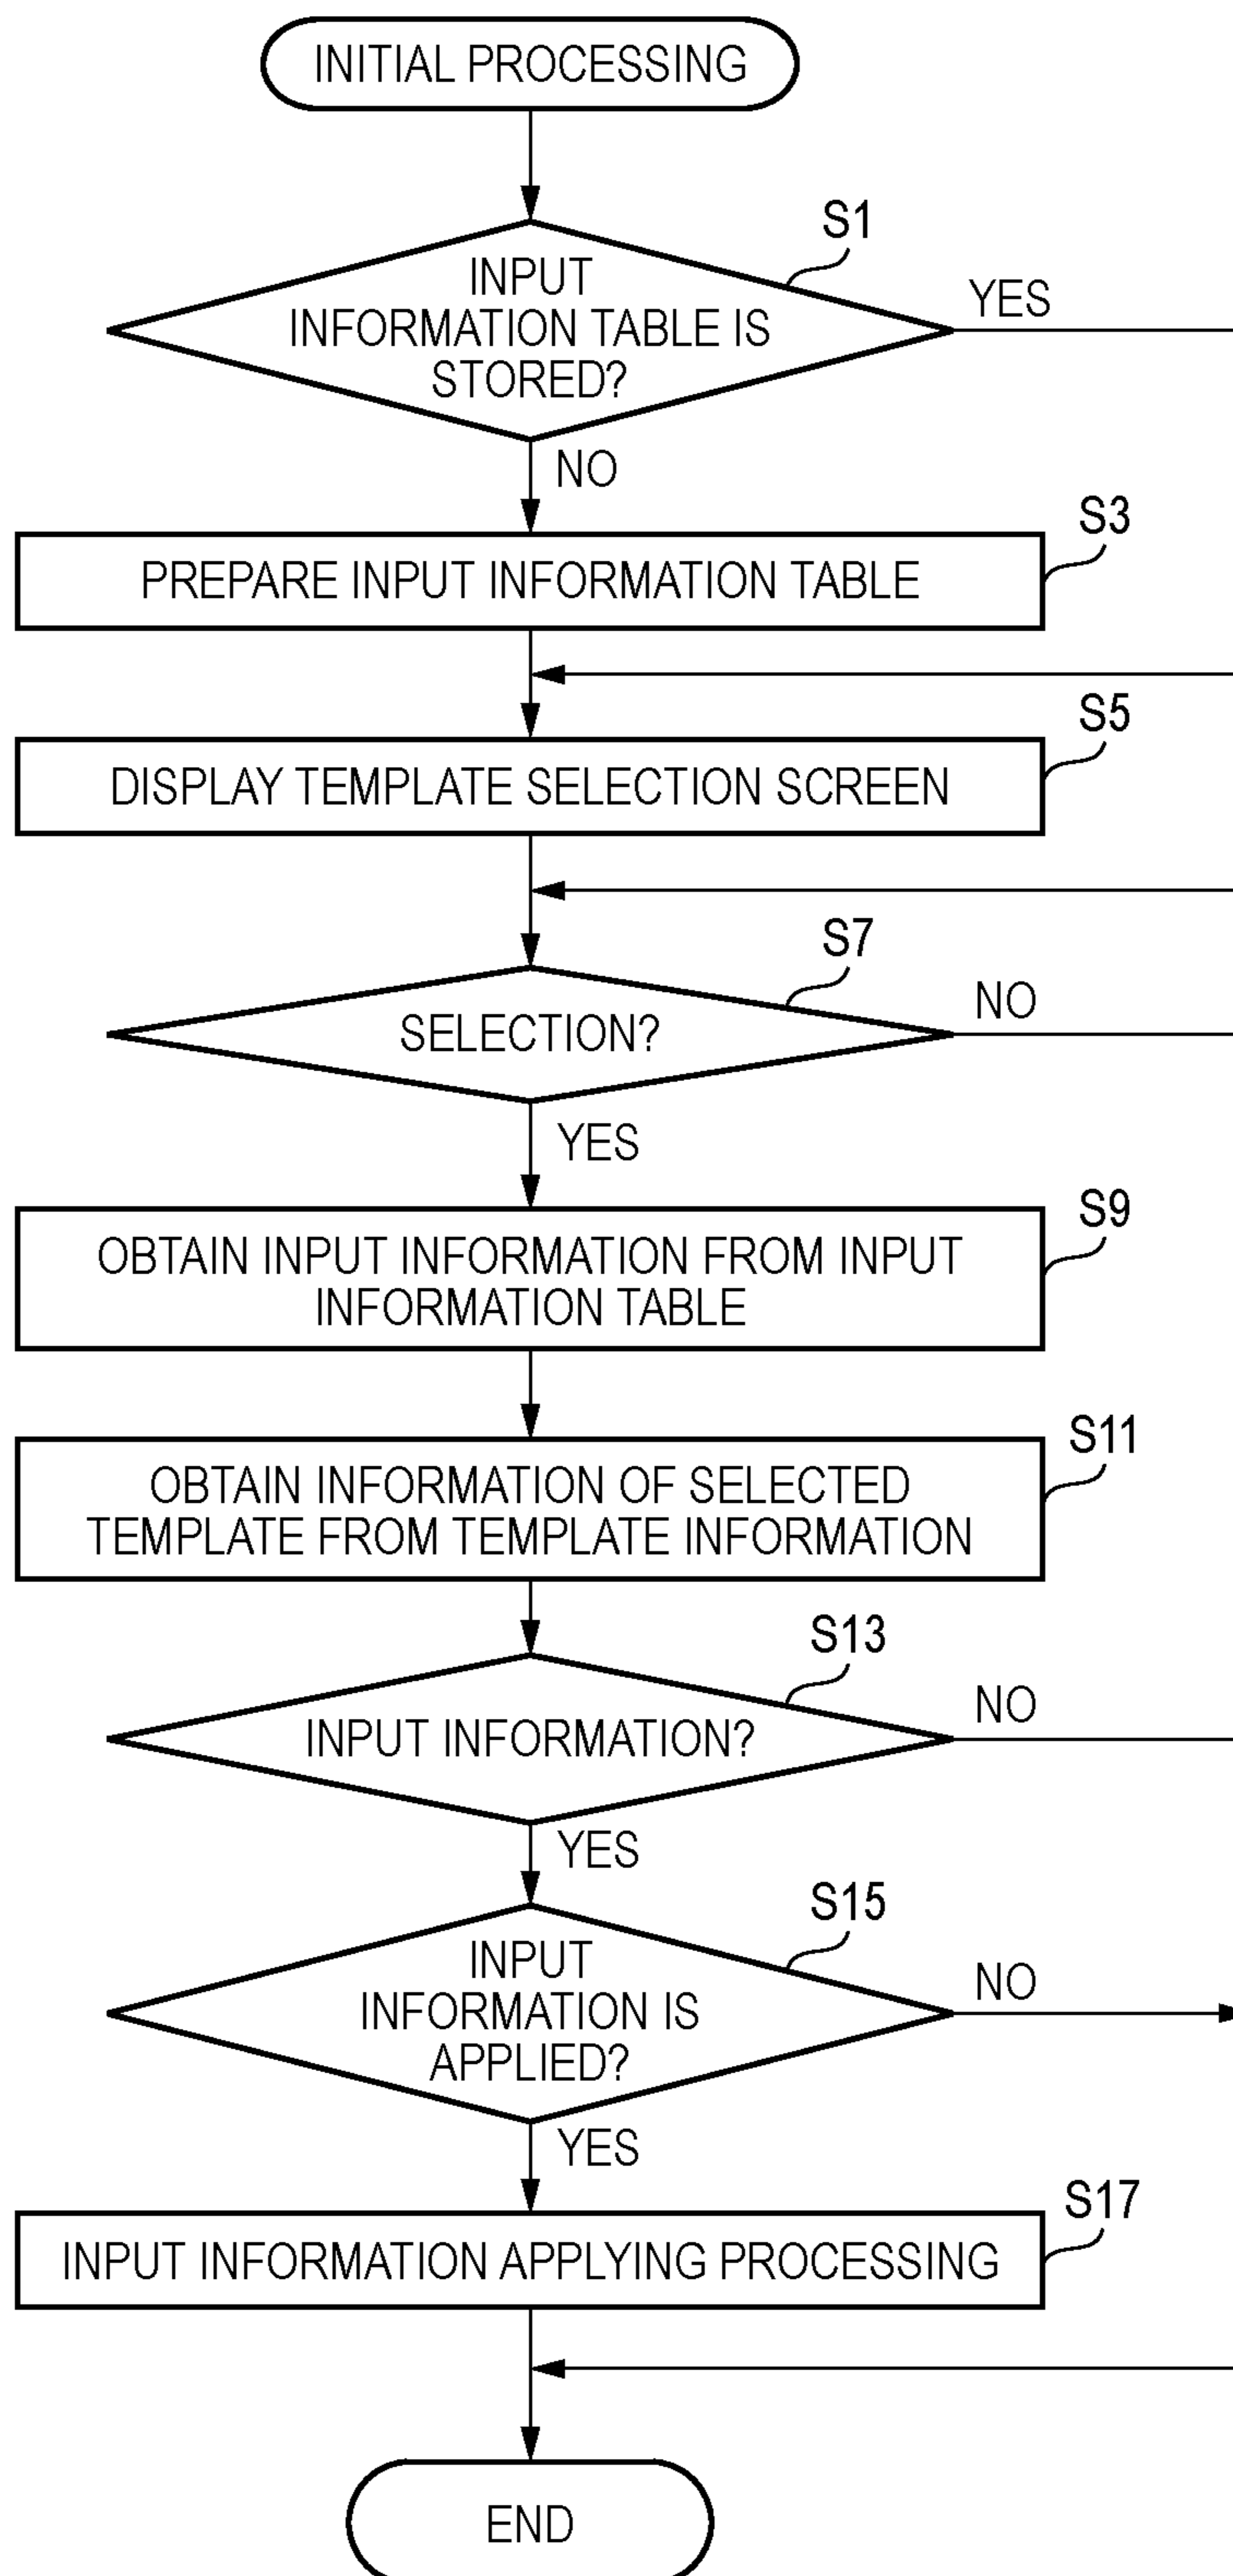 INITIAL PROCESSING
S1
INPUT
INFORMATION TABLE IS
STORED?
YES
NO
S3
PREPARE INPUT INFORMATION TABLE
S5
DISPLAY TEMPLATE SELECTION SCREEN
S7
SELECTION?
NO
YES
S9
OBTAIN INPUT INFORMATION FROM INPUT
INFORMATION TABLE
S11
OBTAIN INFORMATION OF SELECTED
TEMPLATE FROM TEMPLATE INFORMATION
S13
INPUT INFORMATION?
NO
YES
S15
INPUT
INFORMATION IS
APPLIED?
NO
YES
S17
INPUT INFORMATION APPLYING PROCESSING
END